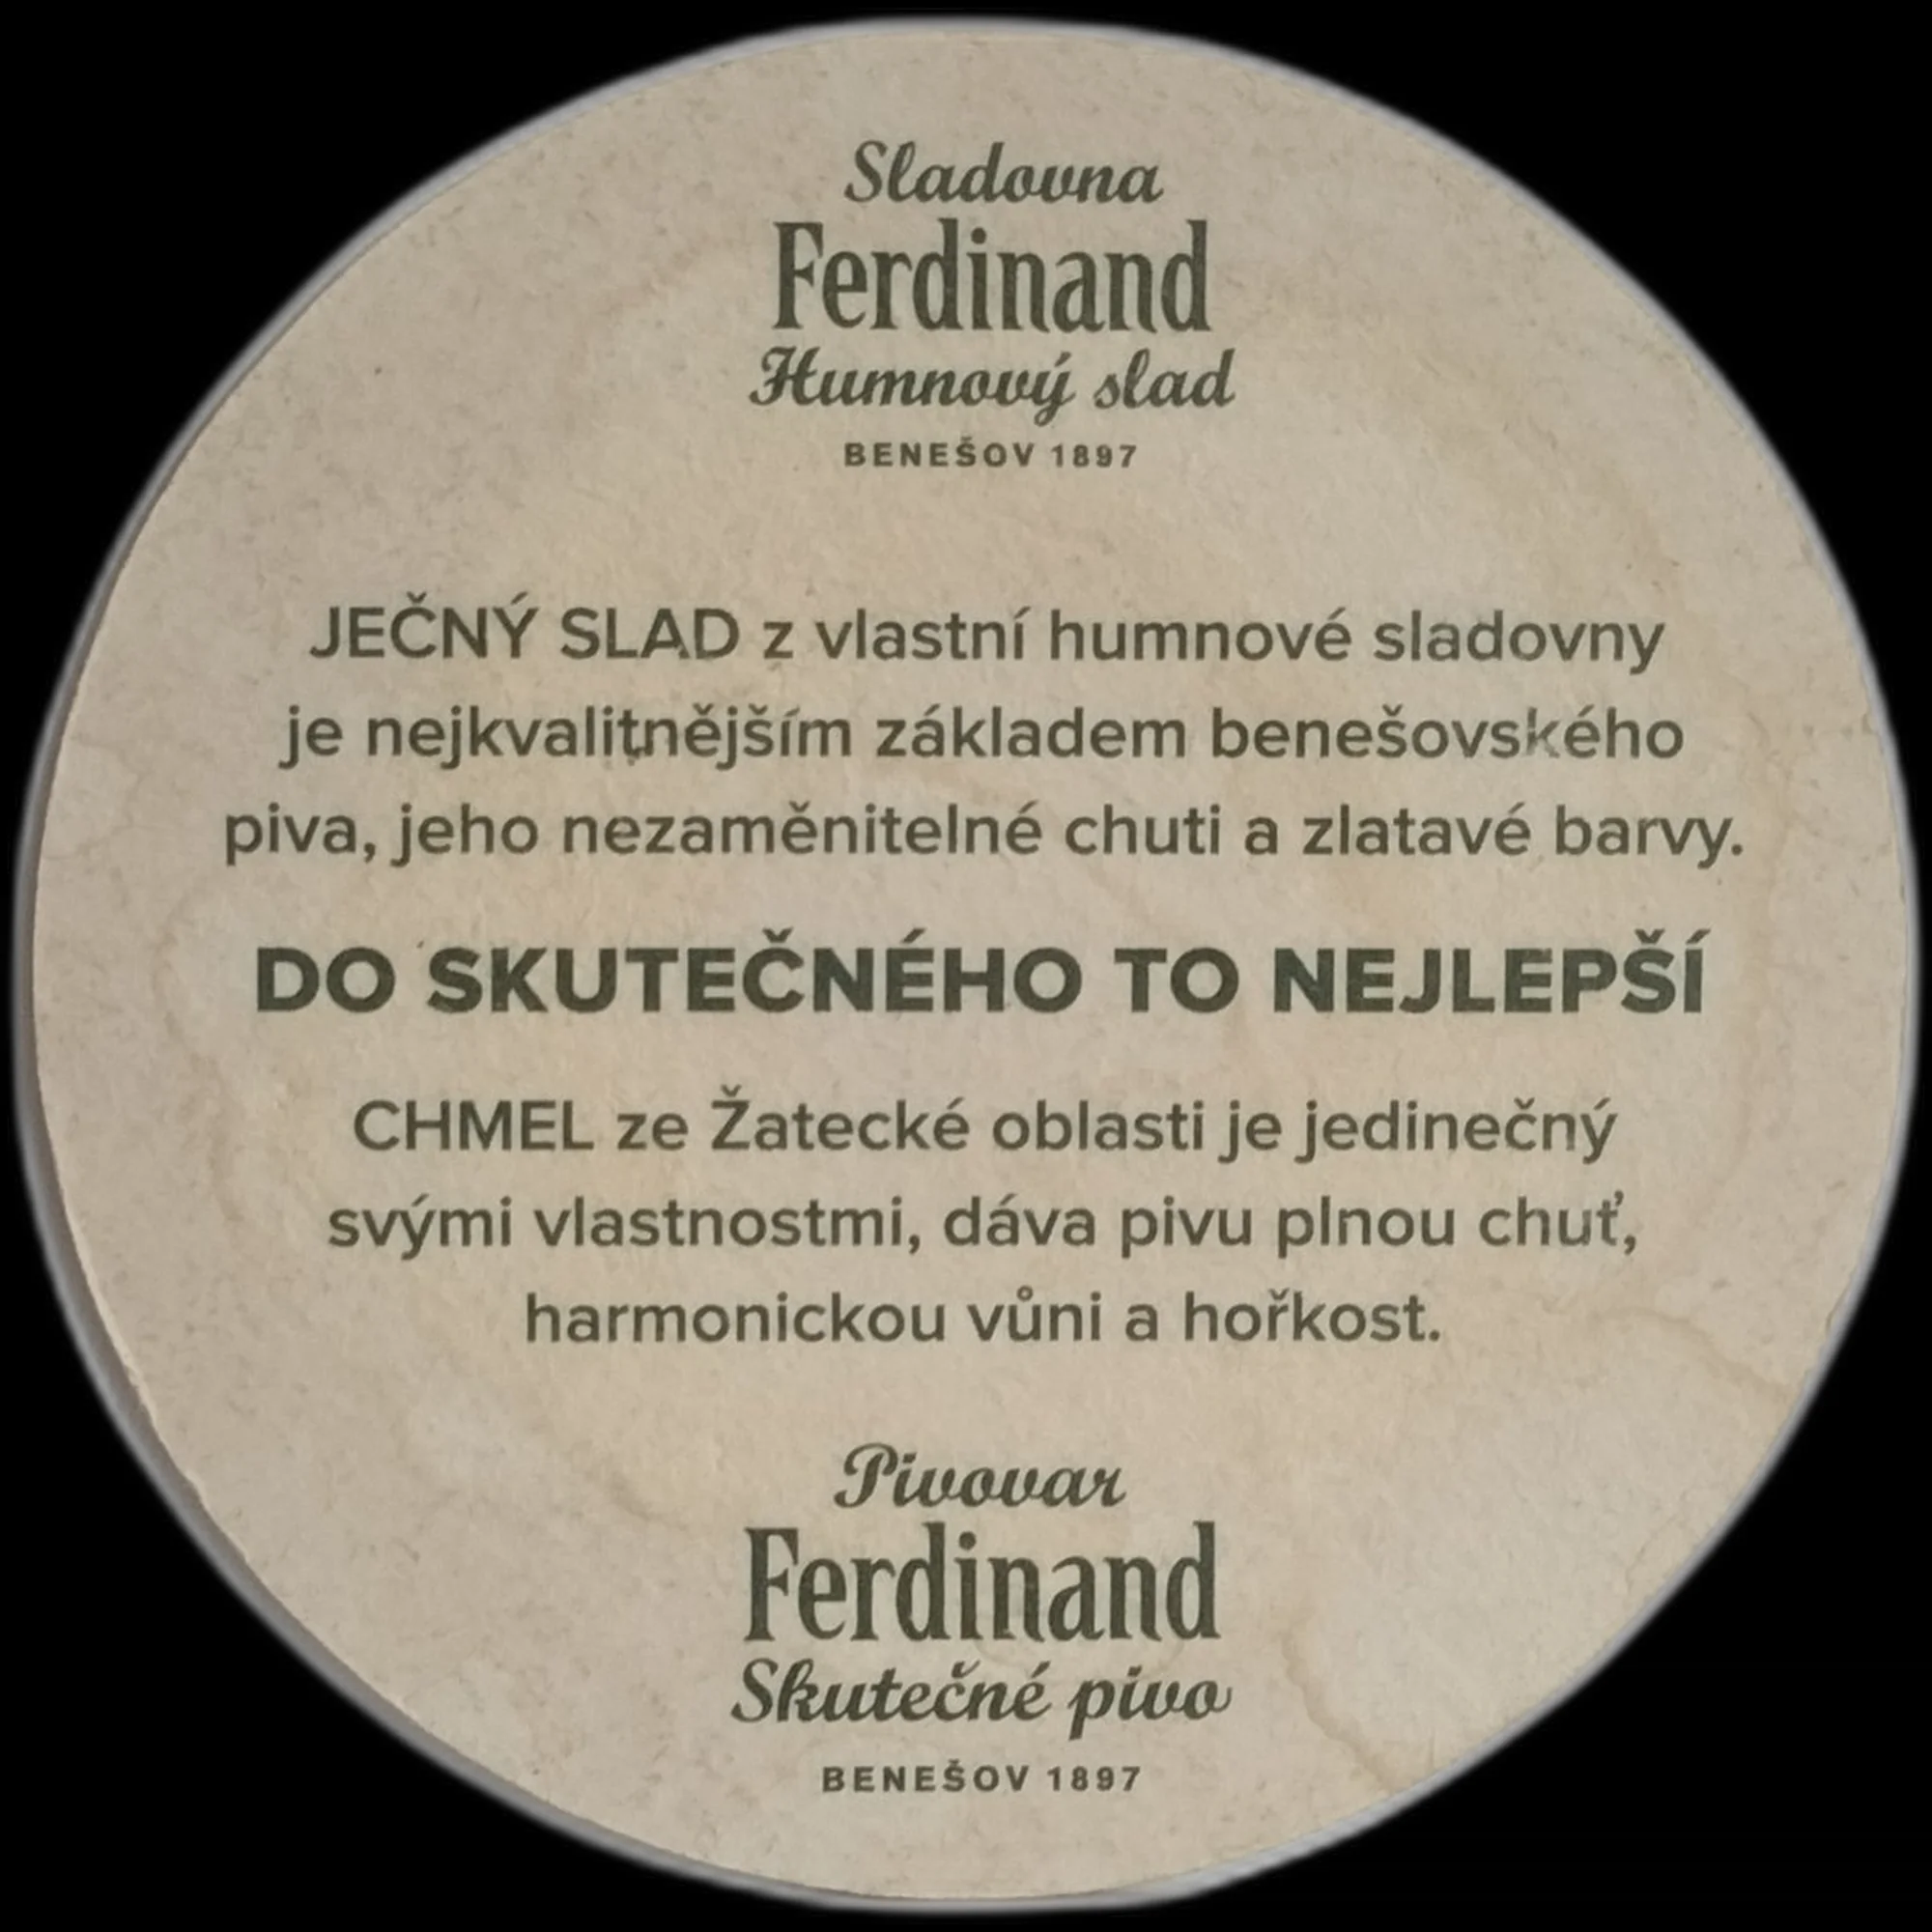 Sladovna
Ferdinand
Humnový slad
BENEŠOV 1897
JEČNÝ SLAD z vlastní humnové sladovny
je nejkvalitnějším základem benešovského
piva, jeho nezaměnitelné chuti a zlatavé barvy.
DO SKUTEČNÉHO TO NEJLEPŠÍ
CHMEL ze Žatecké oblasti je jedinečný
svými vlastnostmi, dáva pivu plnou chuť,
harmonickou vůni a hořkost.
Pivovar
Ferdinand
Skutečné pivo
BENEŠOV 1897